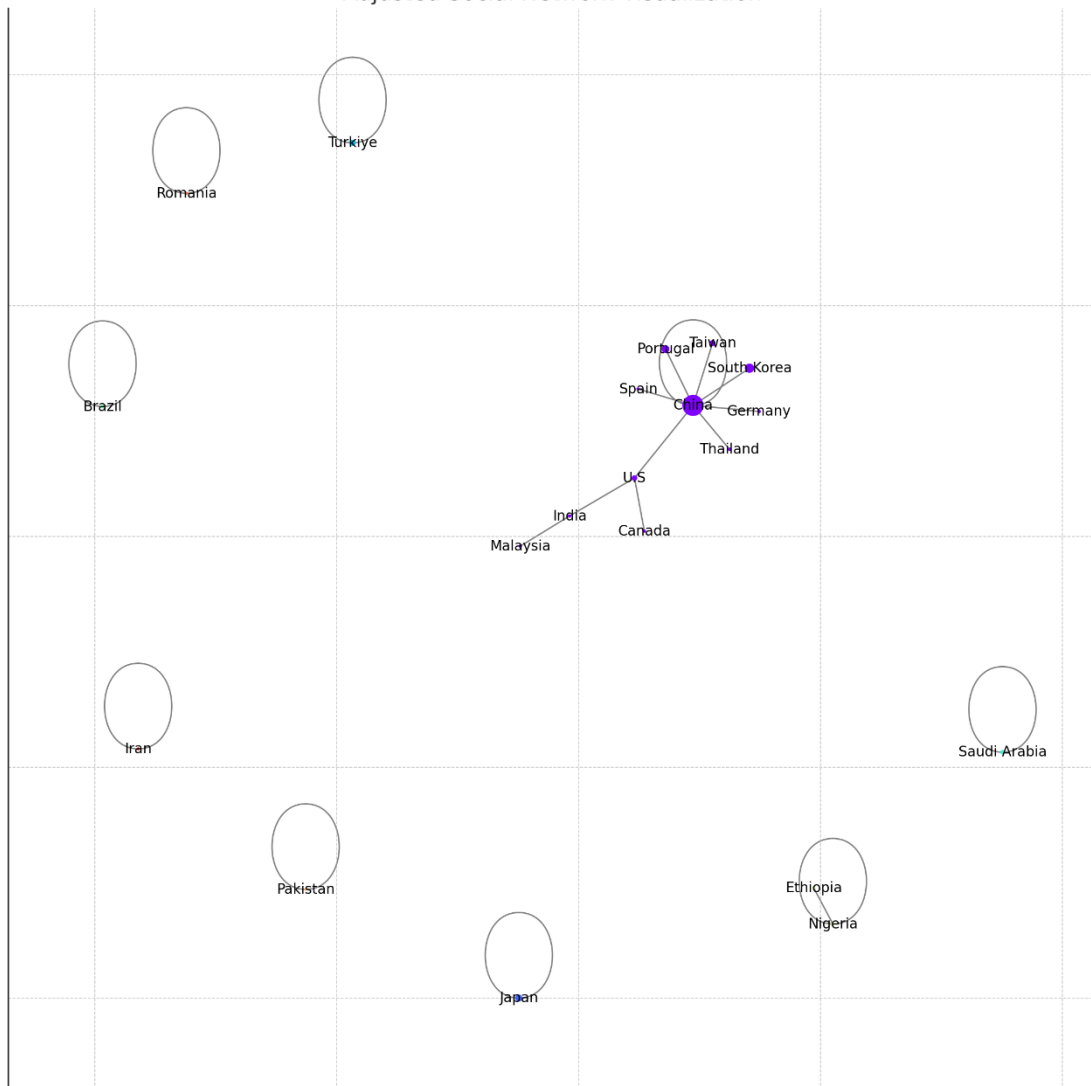 Turkiye
Romania
Taiwan
Portugal
South Korea
Spain
China
Brazil
Germany
Thailand
U.S
India
Canada
Malaysia
Iran
Saudi Arabia
Ethiopia
Pakistan
Nigeria
Japan